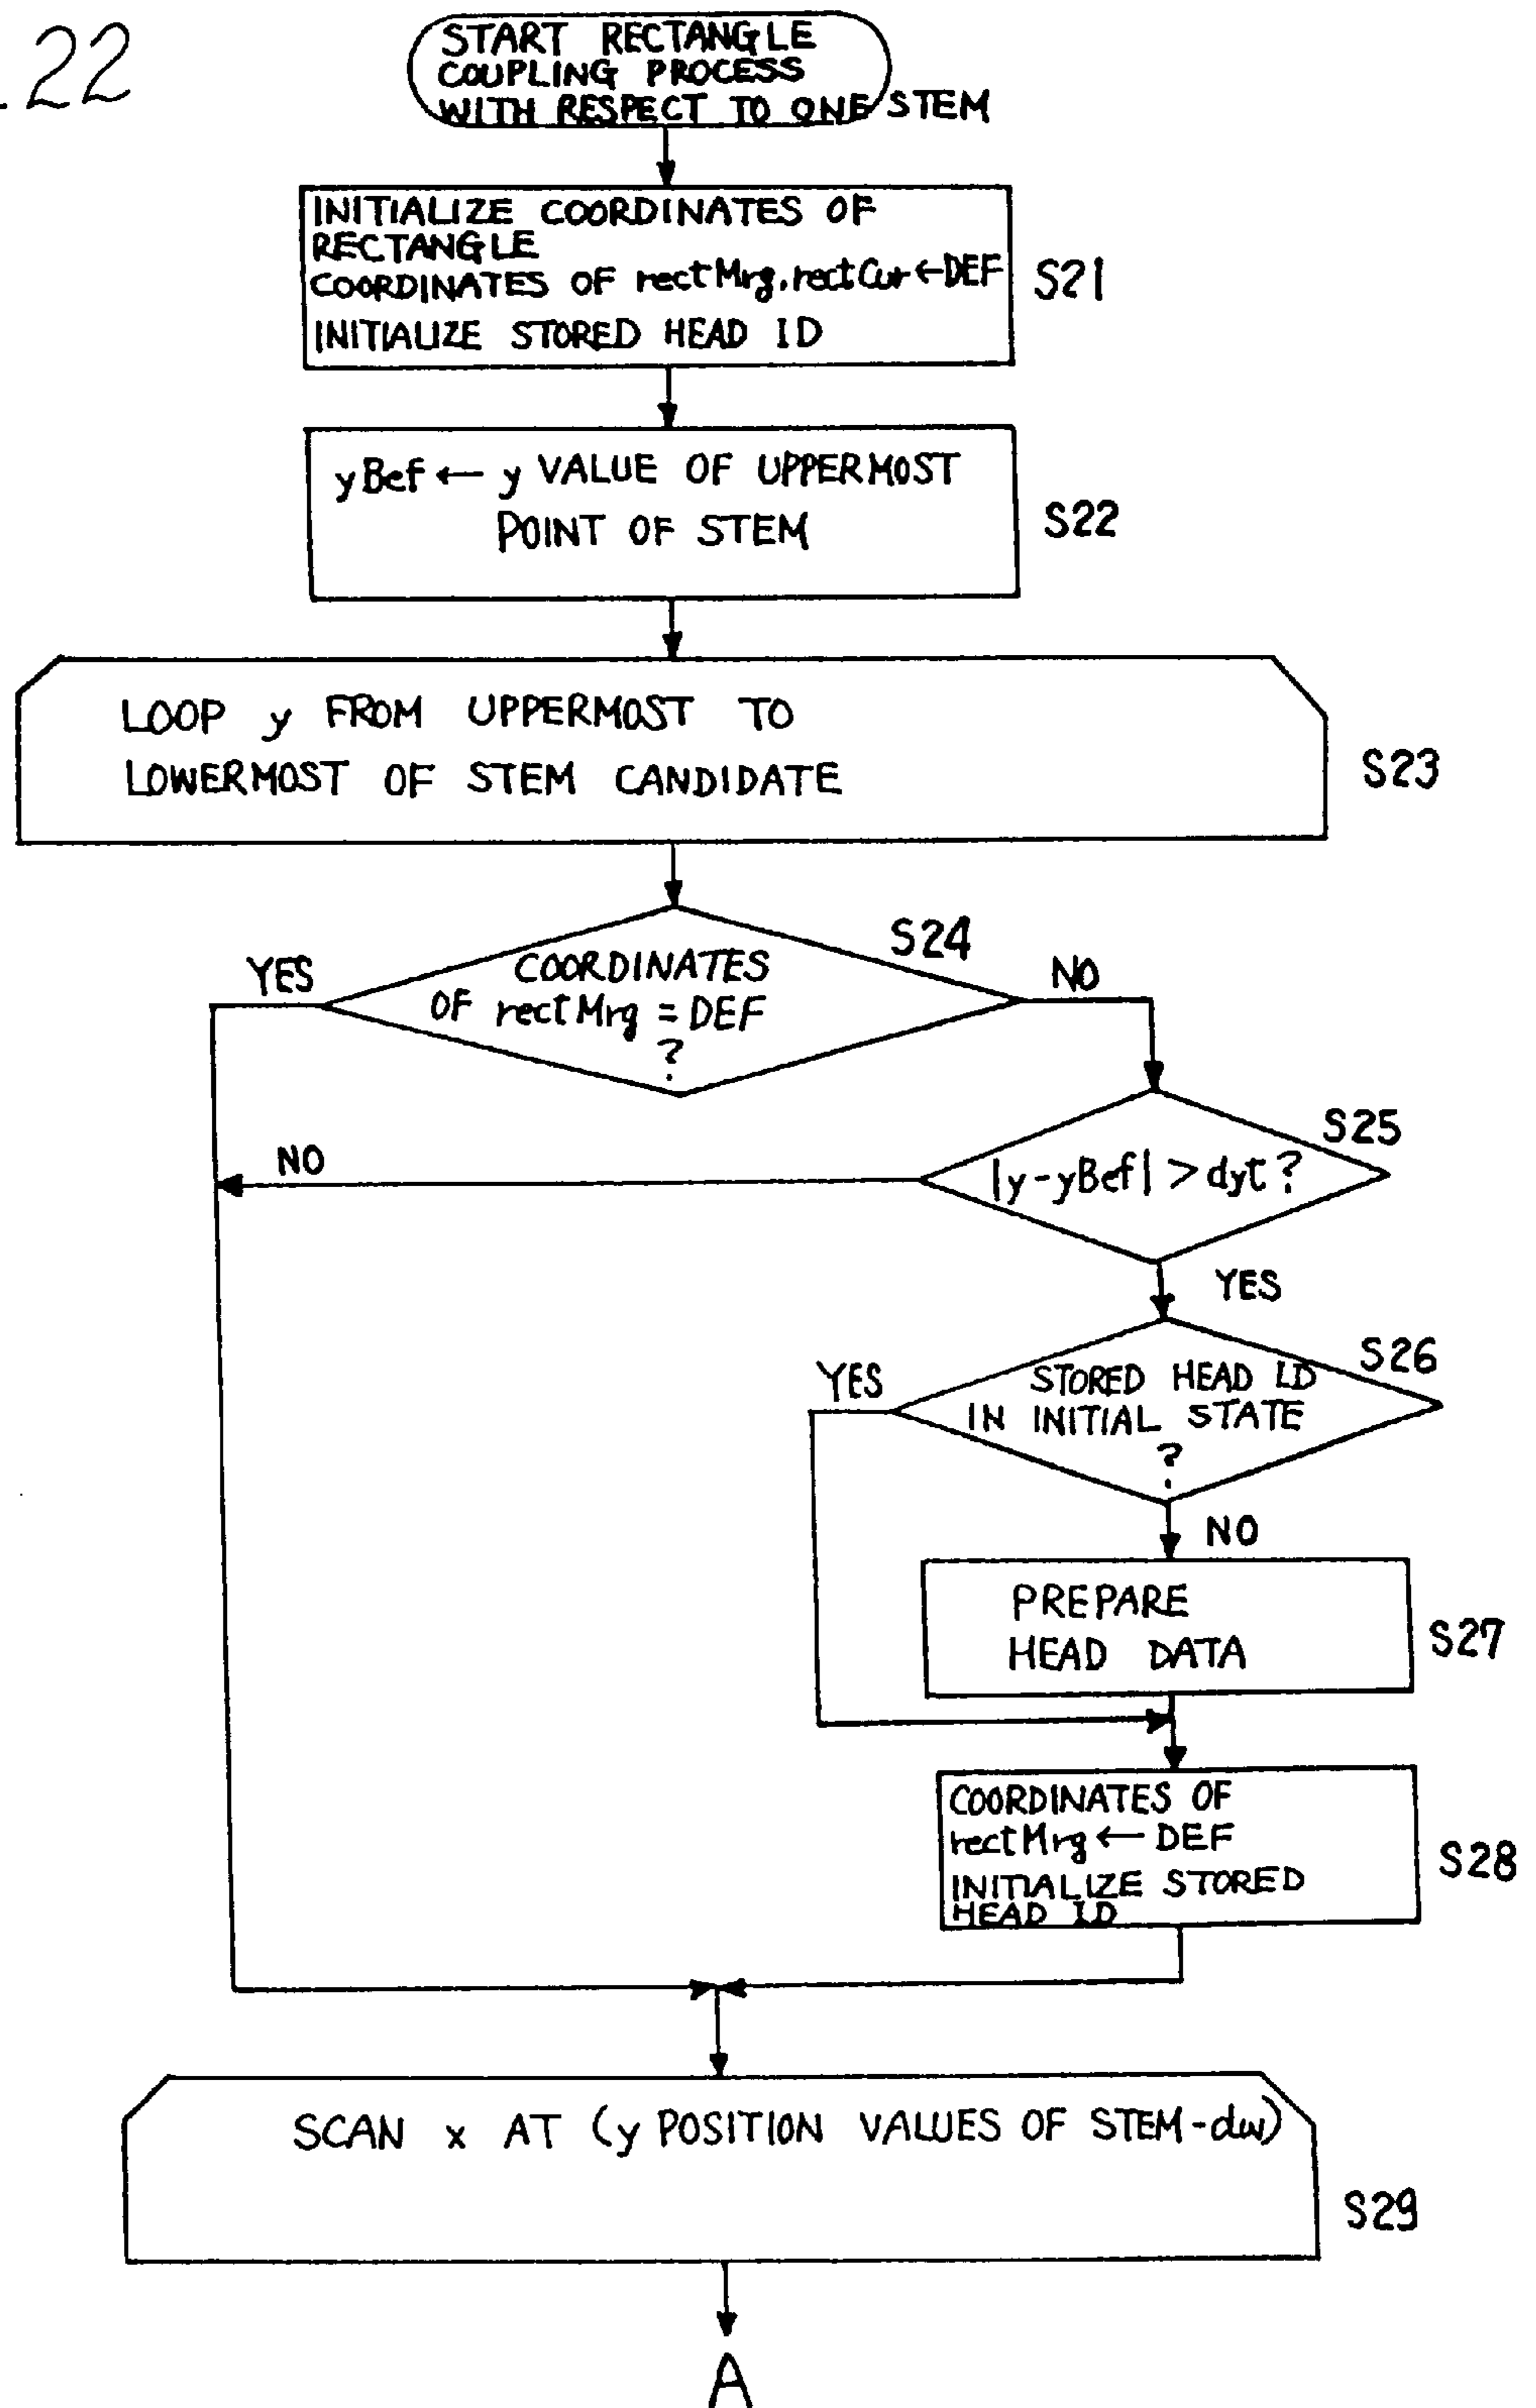 . 22
START RECTANGLE
COUPLING PROCESS
WITH RESPECT TO ONE STEM
INITIALIZE COORDINATES OF
RECTANGLE
COORDINATES OF rectMrg, rectCur ← DEF
INITIALIZE STORED HEAD ID
S21
yBef ← y VALUE OF UPPERMOST
POINT OF STEM
S22
LOOP y FROM UPPERMOST TO
LOWERMOST OF STEM CANDIDATE
S23
S24
YES
COORDINATES
OF rectMrg = DEF
?
NO
S25
NO
|y-yBef| > dyt ?
YES
S26
YES
STORED HEAD ID
IN INITIAL STATE
?
NO
PREPARE
HEAD DATA
S27
COORDINATES OF
rectMrg ← DEF
INITIALIZE STORED
HEAD ID
S28
SCAN x AT (y POSITION VALUES OF STEM-dw)
S29
A